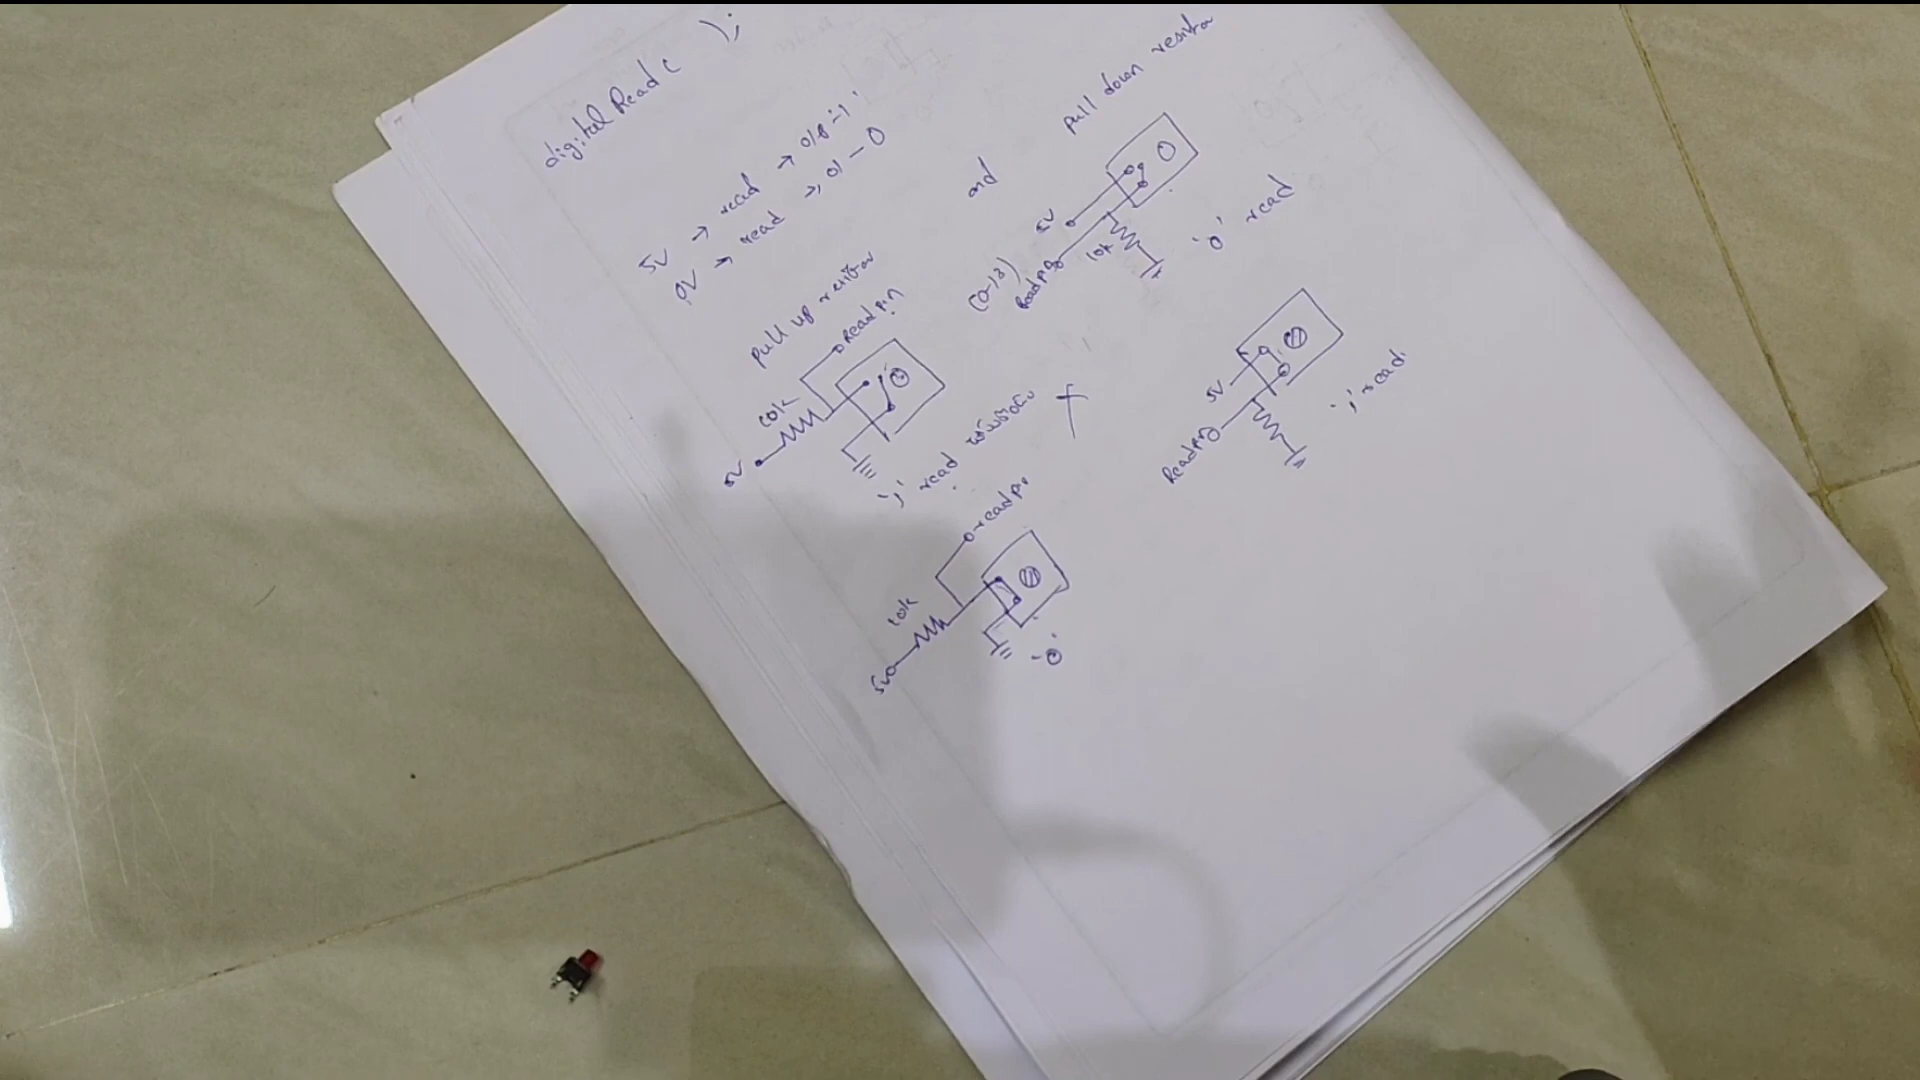 digital Read ( );
5V → read → o/p - '1'
0V → read → o/ - 0
pull up resistor and pull down resistor
Read pin
10k
5V
'1' read
5V
(0-13)
Read pin
10k
'0' read
read pin
10k
5V
'0'
5V
Read pin
'1' read